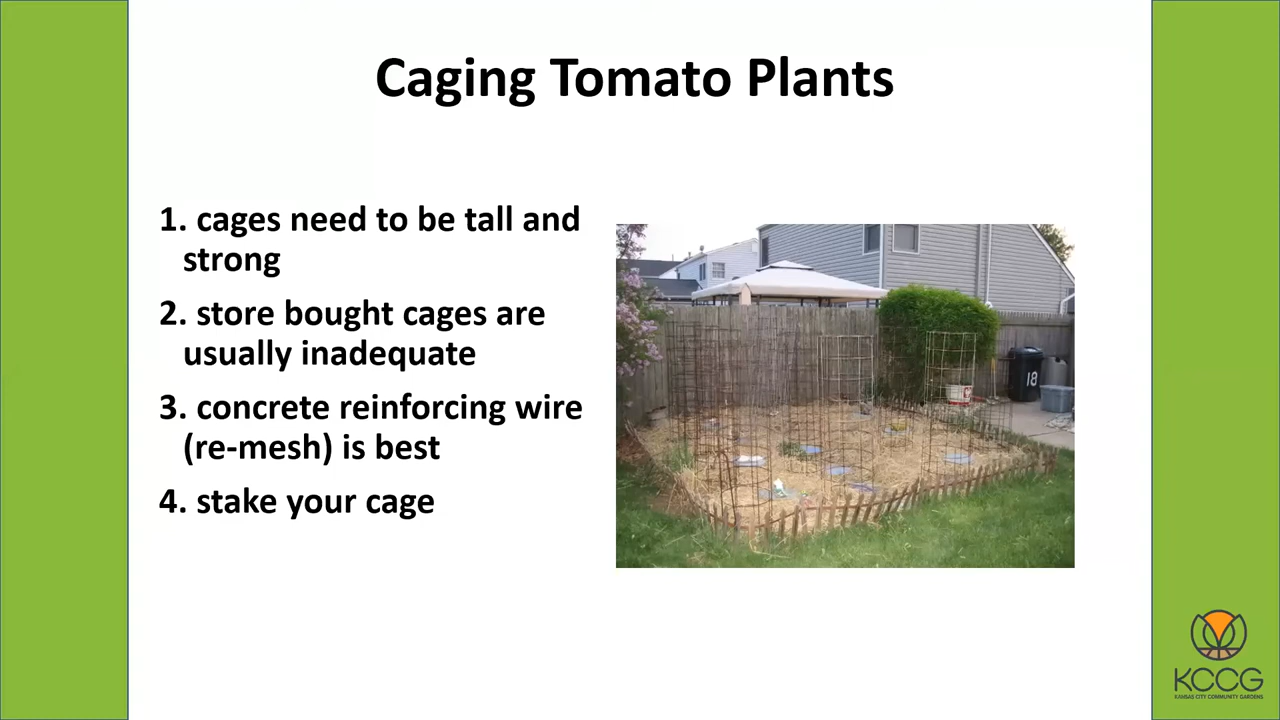 Caging Tomato Plants
1. cages need to be tall and
strong
2. store bought cages are
usually inadequate
3. concrete reinforcing wire
(re-mesh) is best
4. stake your cage
18
KCCG
KANSAS CITY COMMUNITY GARDENS